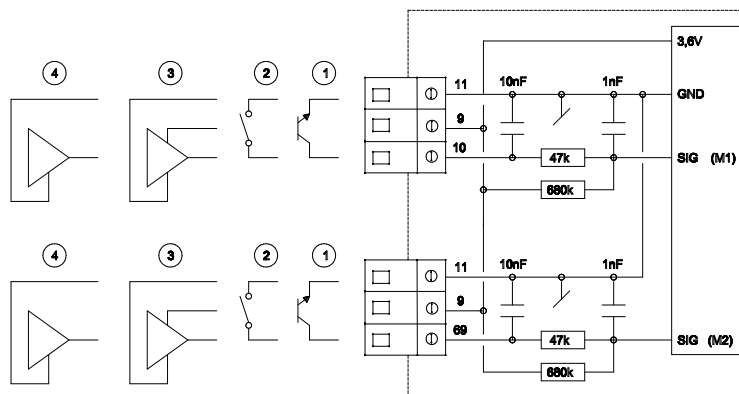 3,6V
4 3 2 1
11 10nF 1nF GND
9
10 47k SIG (M1)
680k
4 3 2 1
11 10nF 1nF
9
69 47k SIG (M2)
680k